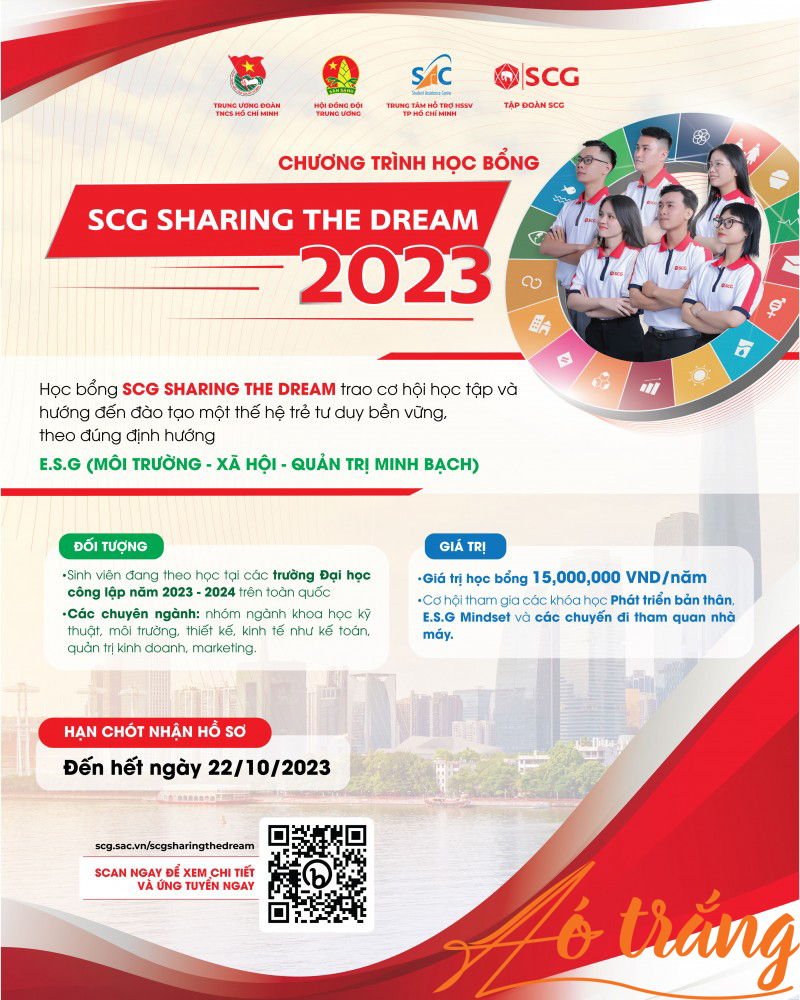 TRUNG ƯƠNG ĐOÀN
TNCS HỒ CHÍ MINH
SẴN SÀNG
HỘI ĐỒNG ĐỘI
TRUNG ƯƠNG
SAC
Student Assistance Center
TRUNG TÂM HỖ TRỢ HSSV
TP HỒ CHÍ MINH
SCG
TẬP ĐOÀN SCG
CHƯƠNG TRÌNH HỌC BỔNG
SCG SHARING THE DREAM
2023
SCG
SCG
SCG
Học bổng SCG SHARING THE DREAM trao cơ hội học tập và
hướng đến đào tạo một thế hệ trẻ tư duy bền vững,
theo đúng định hướng
E.S.G (MÔI TRƯỜNG - XÃ HỘI - QUẢN TRỊ MINH BẠCH)
ĐỐI TƯỢNG
•Sinh viên đang theo học tại các trường Đại học
công lập năm 2023 - 2024 trên toàn quốc
•Các chuyên ngành: nhóm ngành khoa học kỹ
thuật, môi trường, thiết kế, kinh tế như kế toán,
quản trị kinh doanh, marketing.
GIÁ TRỊ
•Giá trị học bổng 15,000,000 VND/năm
•Cơ hội tham gia các khóa học Phát triển bản thân,
E.S.G Mindset và các chuyến đi tham quan nhà
máy.
HẠN CHÓT NHẬN HỒ SƠ
Đến hết ngày 22/10/2023
scg.sac.vn/scgsharingthedream
SCAN NGAY ĐỂ XEM CHI TIẾT
VÀ ỨNG TUYỂN NGAY
b
Áo trắng